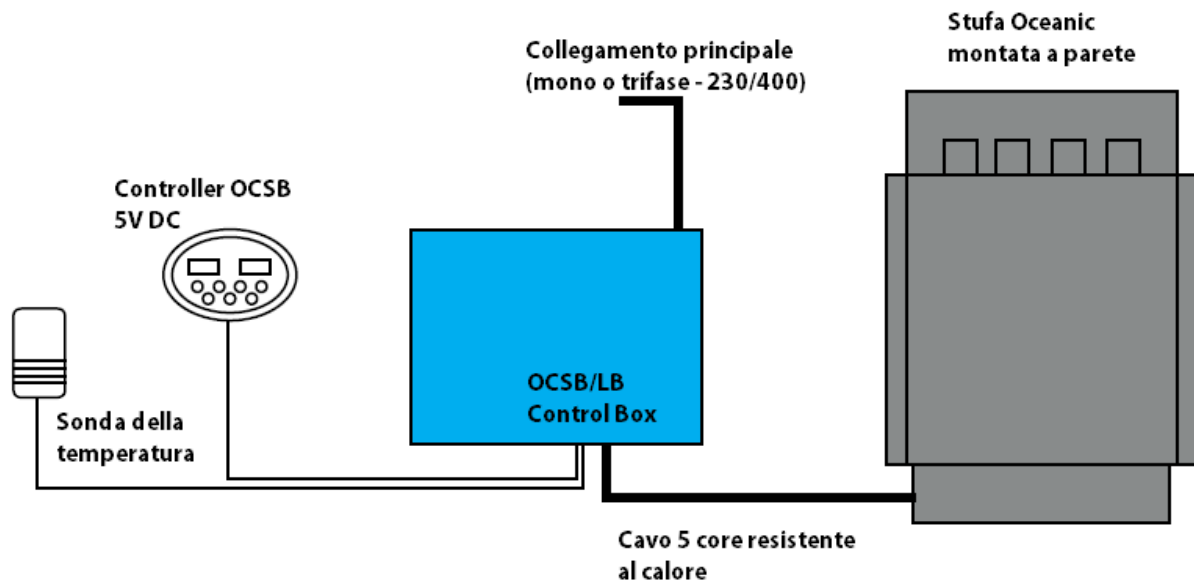 Stufa Oceanic
montata a parete
Collegamento principale
(mono o trifase - 230/400)
Controller OCSB
5V DC
OCSB/LB
Control Box
Sonda della
temperatura
Cavo 5 core resistente
al calore